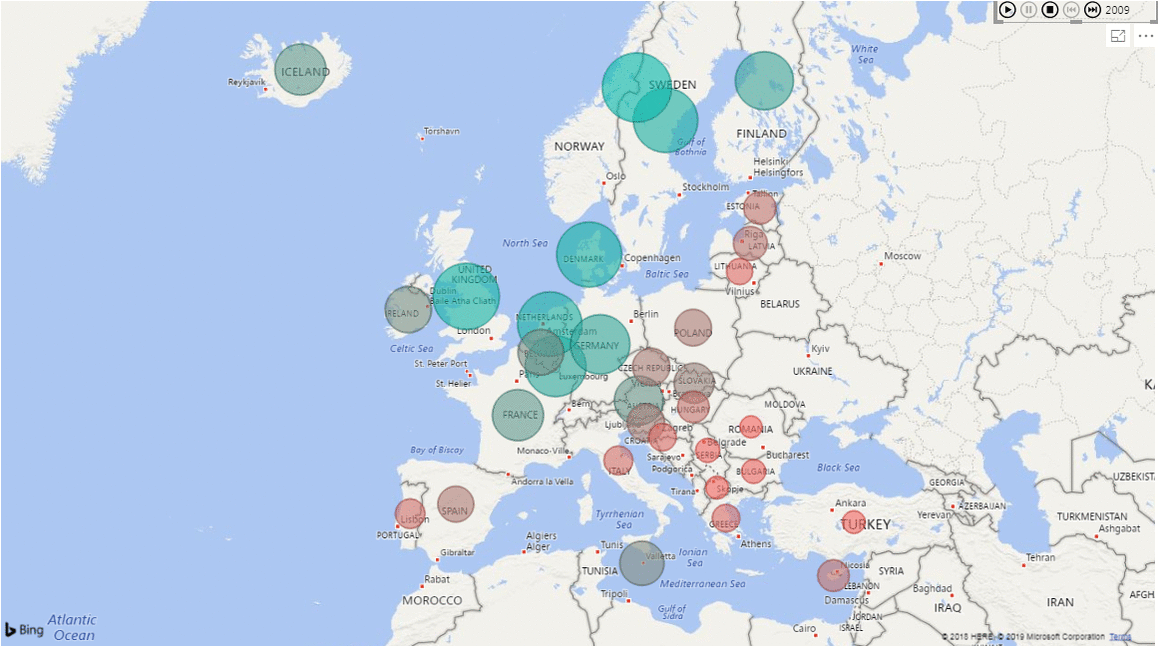 2009
White
Sea
ICELAND
Reykjavik
SWEDEN
Torshavn
FINLAND
Gulf of
Bothnia
NORWAY
Helsinki
Helsingfors
Oslo
Stockholm
Tallinn
ESTONIA
North Sea
Riga
LATVIA
DENMARK
Copenhagen
Moscow
LITHUANIA
Baltic Sea
UNITED
KINGDOM
Vilnius
Dublin
Baile Atha Cliath
BELARUS
IRELAND
NETHERLANDS
Berlin
London
Amsterdam
POLAND
GERMANY
Celtic Sea
Kyiv
St. Peter Port
CZECH REPUBLIC
UKRAINE
Luxembourg
St. Helier
SLOVAKIA
Vienna
K
Bern
AUSTRIA
HUNGARY
MOLDOVA
FRANCE
Ljubl
Zagreb
ROMANIA
CROATIA
Belgrade
Bay of Biscay
Monaco-Ville
SERBIA
Bucharest
Sarajevo
Podgorica
ITALY
BULGARIA
Black Sea
UZBEKIST
Andorra la Vella
GEORGIA
Tirana
Skopje
Ankara
AZERBAIJAN
SPAIN
Yerevan
Lisbon
Tyrrhenian
Sea
GREECE
TURKEY
TURKMENISTAN
Ashgabat
PORTUGAL
Algiers
Alger
Athens
Tunis
Gibraltar
Valletta
Ionian
Sea
Tehran
TUNISIA
Nicosia
SYRIA
Rabat
Mediterranean Sea
LEBANON
Baghdad
Tripoli
Damascus
MOROCCO
IRAQ
IRAN
AFGH
Gulf of
Sidra
JORDAN
Atlantic
Ocean
Cairo
ISRAEL
Bing
© 2018 HERE, © 2019 Microsoft Corporation Terms